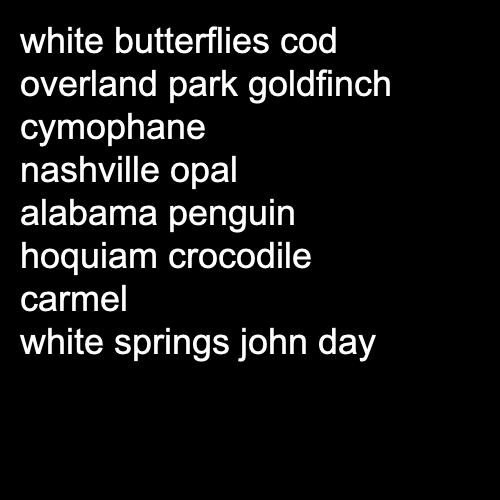 white butterflies cod
overland park goldfinch
cymophane
nashville opal
alabama penguin
hoquiam crocodile
carmel
white springs john day